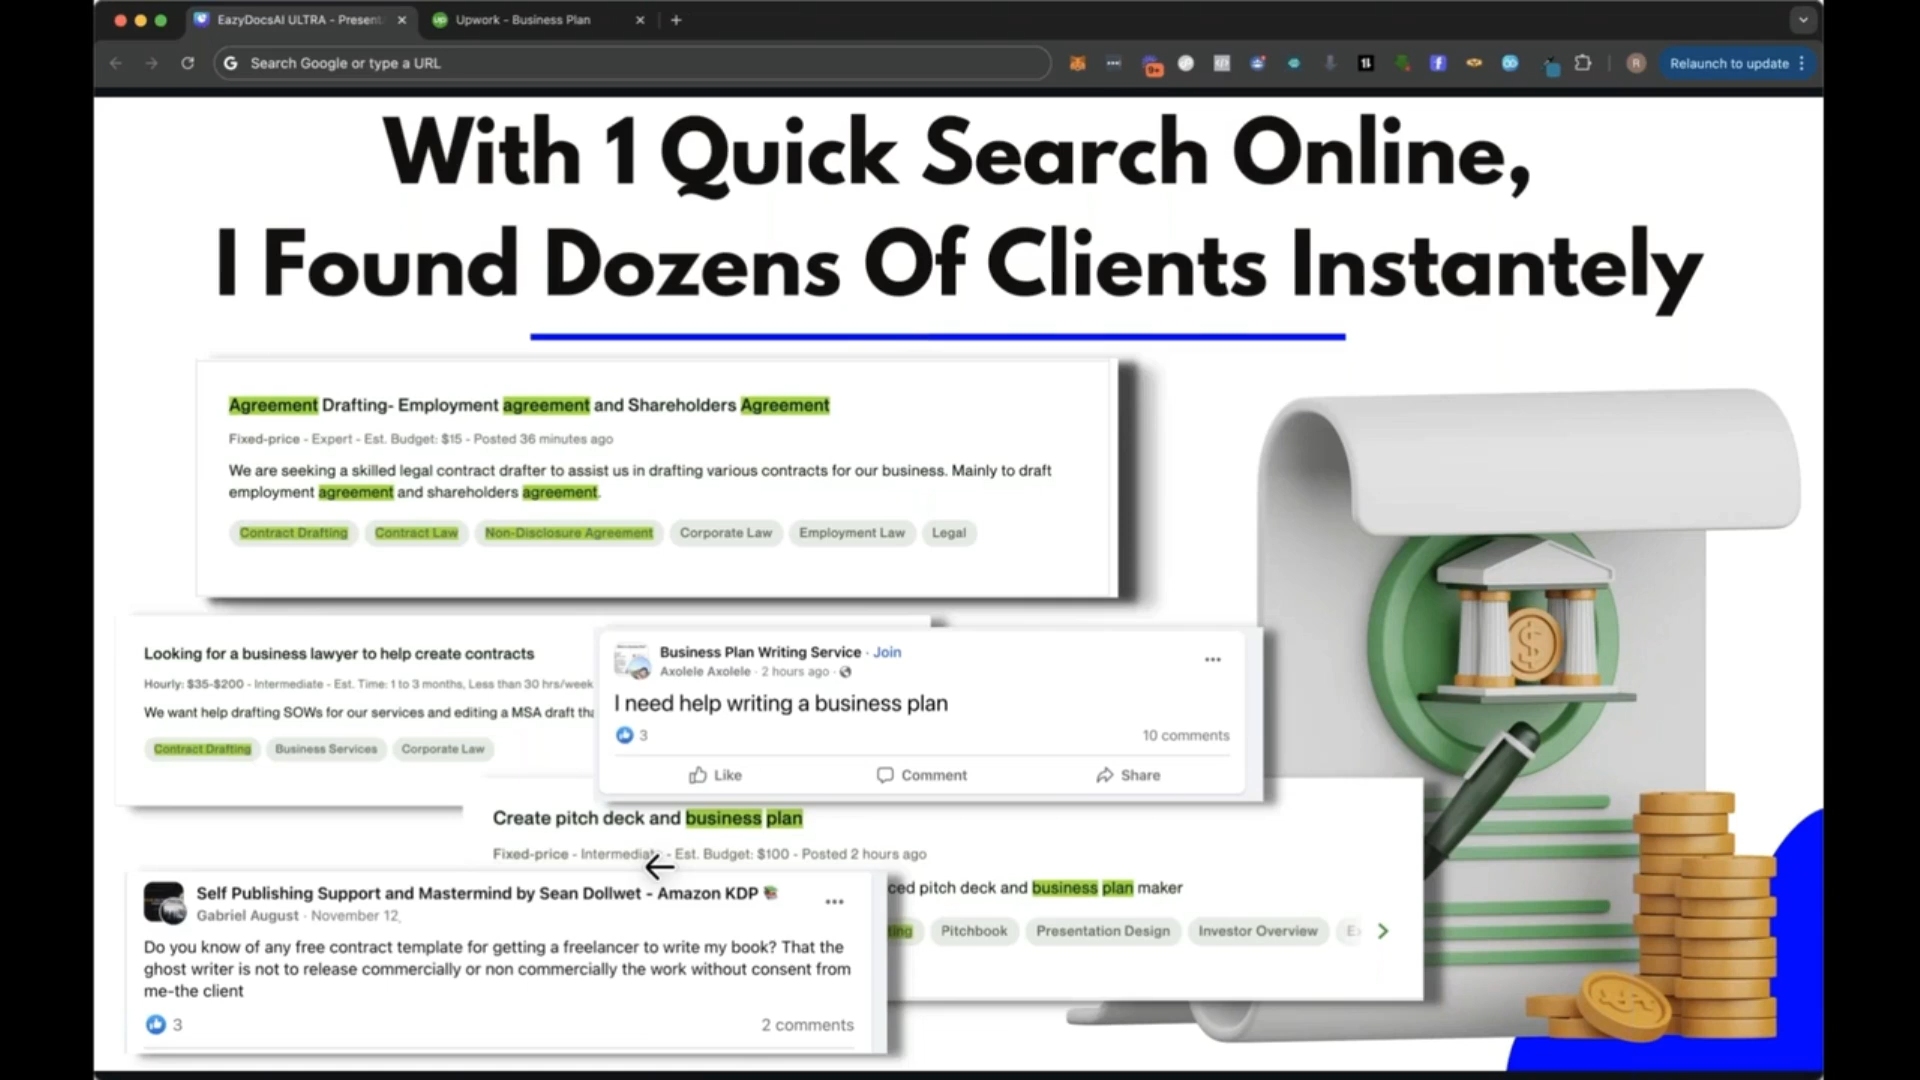 EazyDocsAI ULTRA - Present
Upwork - Business Plan
Search Google or type a URL
9+
R
Relaunch to update
With 1 Quick Search Online,
I Found Dozens Of Clients Instantely
Agreement Drafting- Employment agreement and Shareholders Agreement
Fixed-price - Expert - Est. Budget: $15 - Posted 36 minutes ago
We are seeking a skilled legal contract drafter to assist us in drafting various contracts for our business. Mainly to draft
employment agreement and shareholders agreement.
Contract Drafting Contract Law Non-Disclosure Agreement Corporate Law Employment Law Legal
Looking for a business lawyer to help create contracts
Hourly: $35-$200 - Intermediate - Est. Time: 1 to 3 months, Less than 30 hrs/week
We want help drafting SOWs for our services and editing a MSA draft tha
Contract Drafting Business Services Corporate Law
Business Plan Writing Service · Join
Axolele Axolele · 2 hours ago ·
I need help writing a business plan
3 10 comments
Like Comment Share
Create pitch deck and business plan
Fixed-price - Intermediate - Est. Budget: $100 - Posted 2 hours ago
ced pitch deck and business plan maker
ting Pitchbook Presentation Design Investor Overview
Self Publishing Support and Mastermind by Sean Dollwet - Amazon KDP
Gabriel August · November 12
Do you know of any free contract template for getting a freelancer to write my book? That the
ghost writer is not to release commercially or non commercially the work without consent from
me-the client
3 2 comments